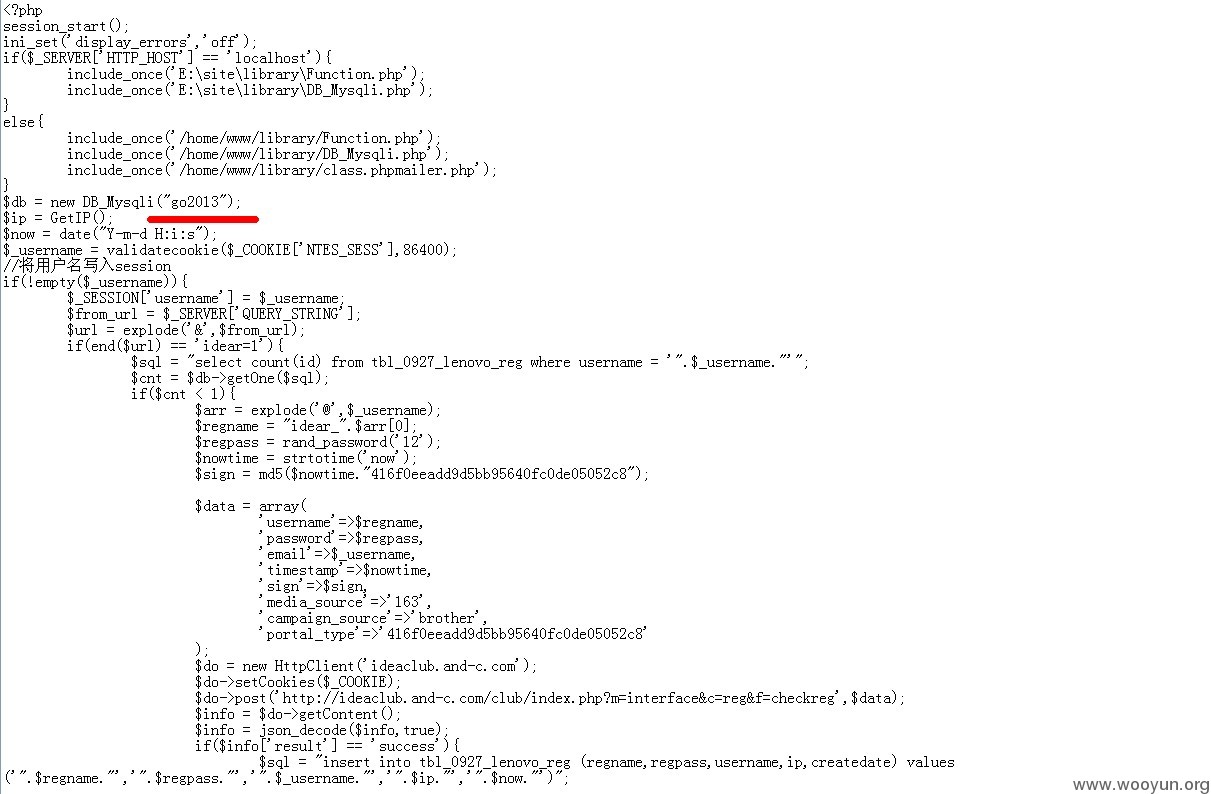 <?php
session_start();
ini_set('display_errors','off');
if($_SERVER['HTTP_HOST'] == 'localhost'){
        include_once('E:\site\library\Function.php');
        include_once('E:\site\library\DB_Mysqli.php');
}
else{
        include_once('/home/www/library/Function.php');
        include_once('/home/www/library/DB_Mysqli.php');
        include_once('/home/www/library/class.phpmailer.php');
}
$db = new DB_Mysqli("go2013");
$ip = GetIP();
$now = date("Y-m-d H:i:s");
$_username = validatecookie($_COOKIE['NTES_SESS'],86400);
//将用户名写入session
if(!empty($_username)){
        $_SESSION['username'] = $_username;
        $from_url = $_SERVER['QUERY_STRING'];
        $url = explode('&',$from_url);
        if(end($url) == 'idear=1'){
                $sql = "select count(id) from tbl_0927_lenovo_reg where username = '".$_username."'";
                $cnt = $db->getOne($sql);
                if($cnt < 1){
                        $arr = explode('@',$_username);
                        $regname = "idear_".$arr[0];
                        $regpass = rand_password('12');
                        $nowtime = strtotime('now');
                        $sign = md5($nowtime."416f0eeadd9d5bb95640fc0de05052c8");

                        $data = array(
                                'username'=>$regname,
                                'password'=>$regpass,
                                'email'=>$_username,
                                'timestamp'=>$nowtime,
                                'sign'=>$sign,
                                'media_source'=>'163',
                                'campaign_source'=>'brother',
                                'portal_type'=>'416f0eeadd9d5bb95640fc0de05052c8'
                        );
                        $do = new HttpClient('ideaclub.and-c.com');
                        $do->setCookies($_COOKIE);
                        $do->post('http://ideaclub.and-c.com/club/index.php?m=interface&c=reg&f=checkreg',$data);
                        $info = $do->getContent();
                        $info = json_decode($info,true);
                        if($info['result'] == 'success'){
                                $sql = "insert into tbl_0927_lenovo_reg (regname,regpass,username,ip,createdate) values
('".$regname."','".$regpass."','".$_username."','".$ip."','".$now."')";
www.wooyun.org